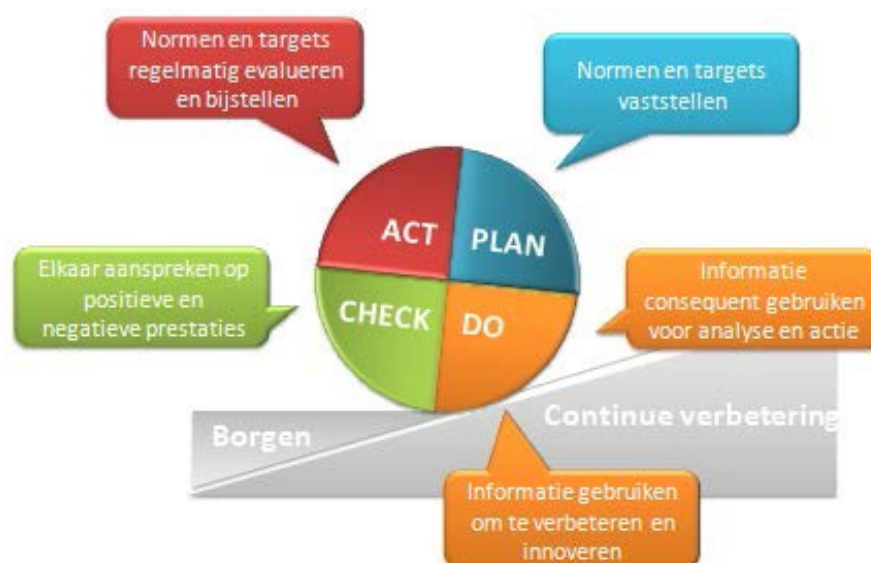 Normen en targets
regelmatig evalueren
en bijstellen
Normen en targets
vaststellen
ACT
PLAN
Elkaar aanspreken op
positieve en
negatieve prestaties
CHECK
DO
Informatie
consequent gebruiken
voor analyse en actie
Borgen
Continue verbetering
Informatie gebruiken
om te verbeteren en
innoveren